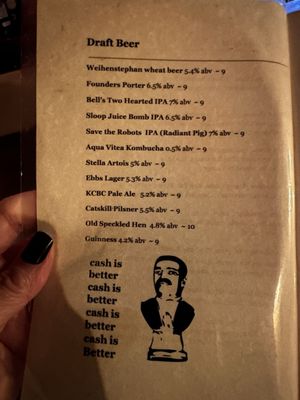 Draft Beer
Weihenstephan wheat beer 5.4% abv ~ 9
Founders Porter 6.5% abv ~ 9
Bell's Two Hearted IPA 7% abv ~ 9
Sloop Juice Bomb IPA 6.5% abv ~ 9
Save the Robots IPA (Radiant Pig) 7% abv ~ 9
Aqua Vitea Kombucha 0.5% abv ~ 9
Stella Artois 5% abv ~ 9
Ebbs Lager 5.3% abv ~ 9
KCBC Pale Ale 5.2% abv ~ 9
Catskill Pilsner 5.5% abv ~ 9
Old Speckled Hen 4.8% abv ~ 10
Guinness 4.2% abv ~ 9
cash is
better
cash is
better
cash is
better
cash is
Better